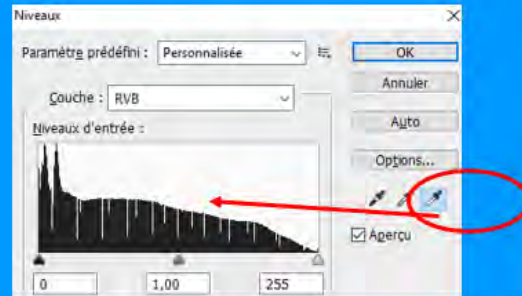 Niveaux
Paramètre prédéfini : Personnalisée
OK
Annuler
Couche : RVB
Auto
Niveaux d'entrée :
Options...
Aperçu
0 1,00 255